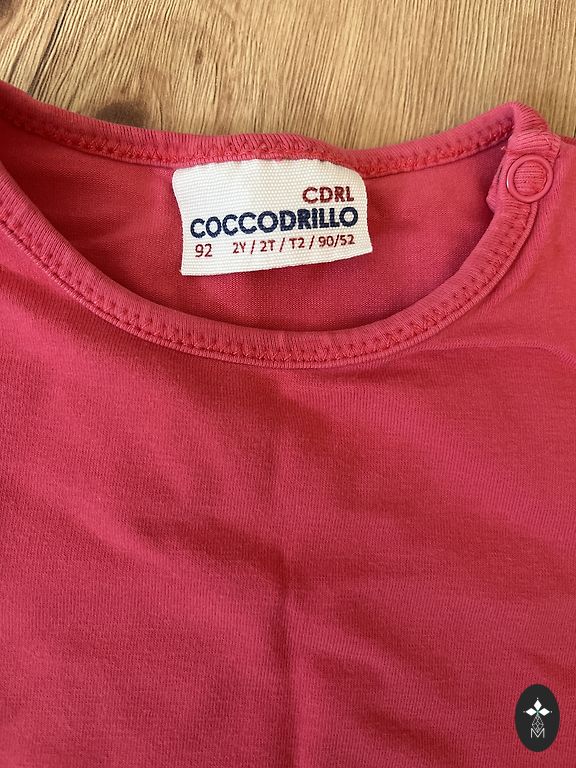 CDRL
COCCODRILLO
92 2Y / 2T / T2 / 90/52
M